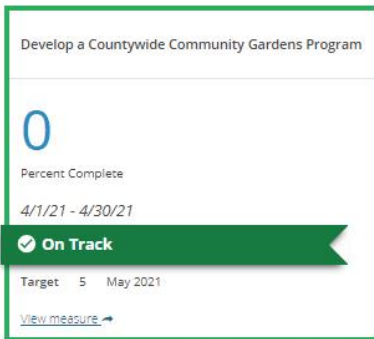 Develop a Countywide Community Gardens Program
0
Percent Complete
4/1/21 - 4/30/21
On Track
Target 5 May 2021
View measure